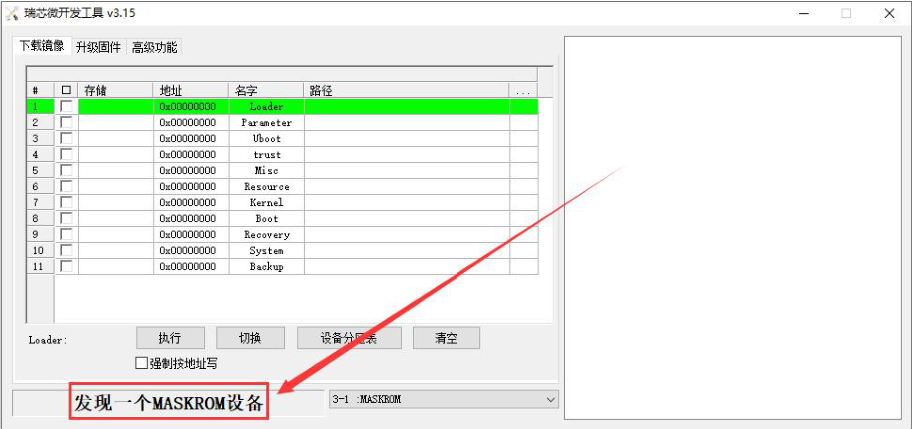 瑞芯微开发工具 v3.15
下载镜像 升级固件 高级功能
# 存储 地址 名字 路径 ...
1 0x00000000 Loader
2 0x00000000 Parameter
3 0x00000000 Uboot
4 0x00000000 trust
5 0x00000000 Misc
6 0x00000000 Resource
7 0x00000000 Kernel
8 0x00000000 Boot
9 0x00000000 Recovery
10 0x00000000 System
11 0x00000000 Backup
Loader: 执行 切换 设备分区表 清空
强制按地址写
发现一个MASKROM设备 3-1 :MASKROM